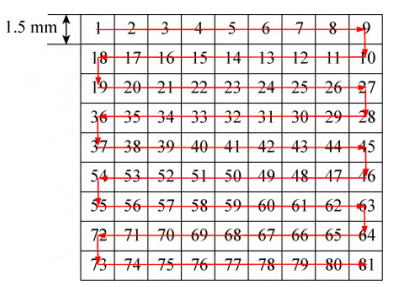 1.5 mm
1 2 3 4 5 6 7 8 9
18 17 16 15 14 13 12 11 10
19 20 21 22 23 24 25 26 27
36 35 34 33 32 31 30 29 28
37 38 39 40 41 42 43 44 45
54 53 52 51 50 49 48 47 46
55 56 57 58 59 60 61 62 63
72 71 70 69 68 67 66 65 64
73 74 75 76 77 78 79 80 81